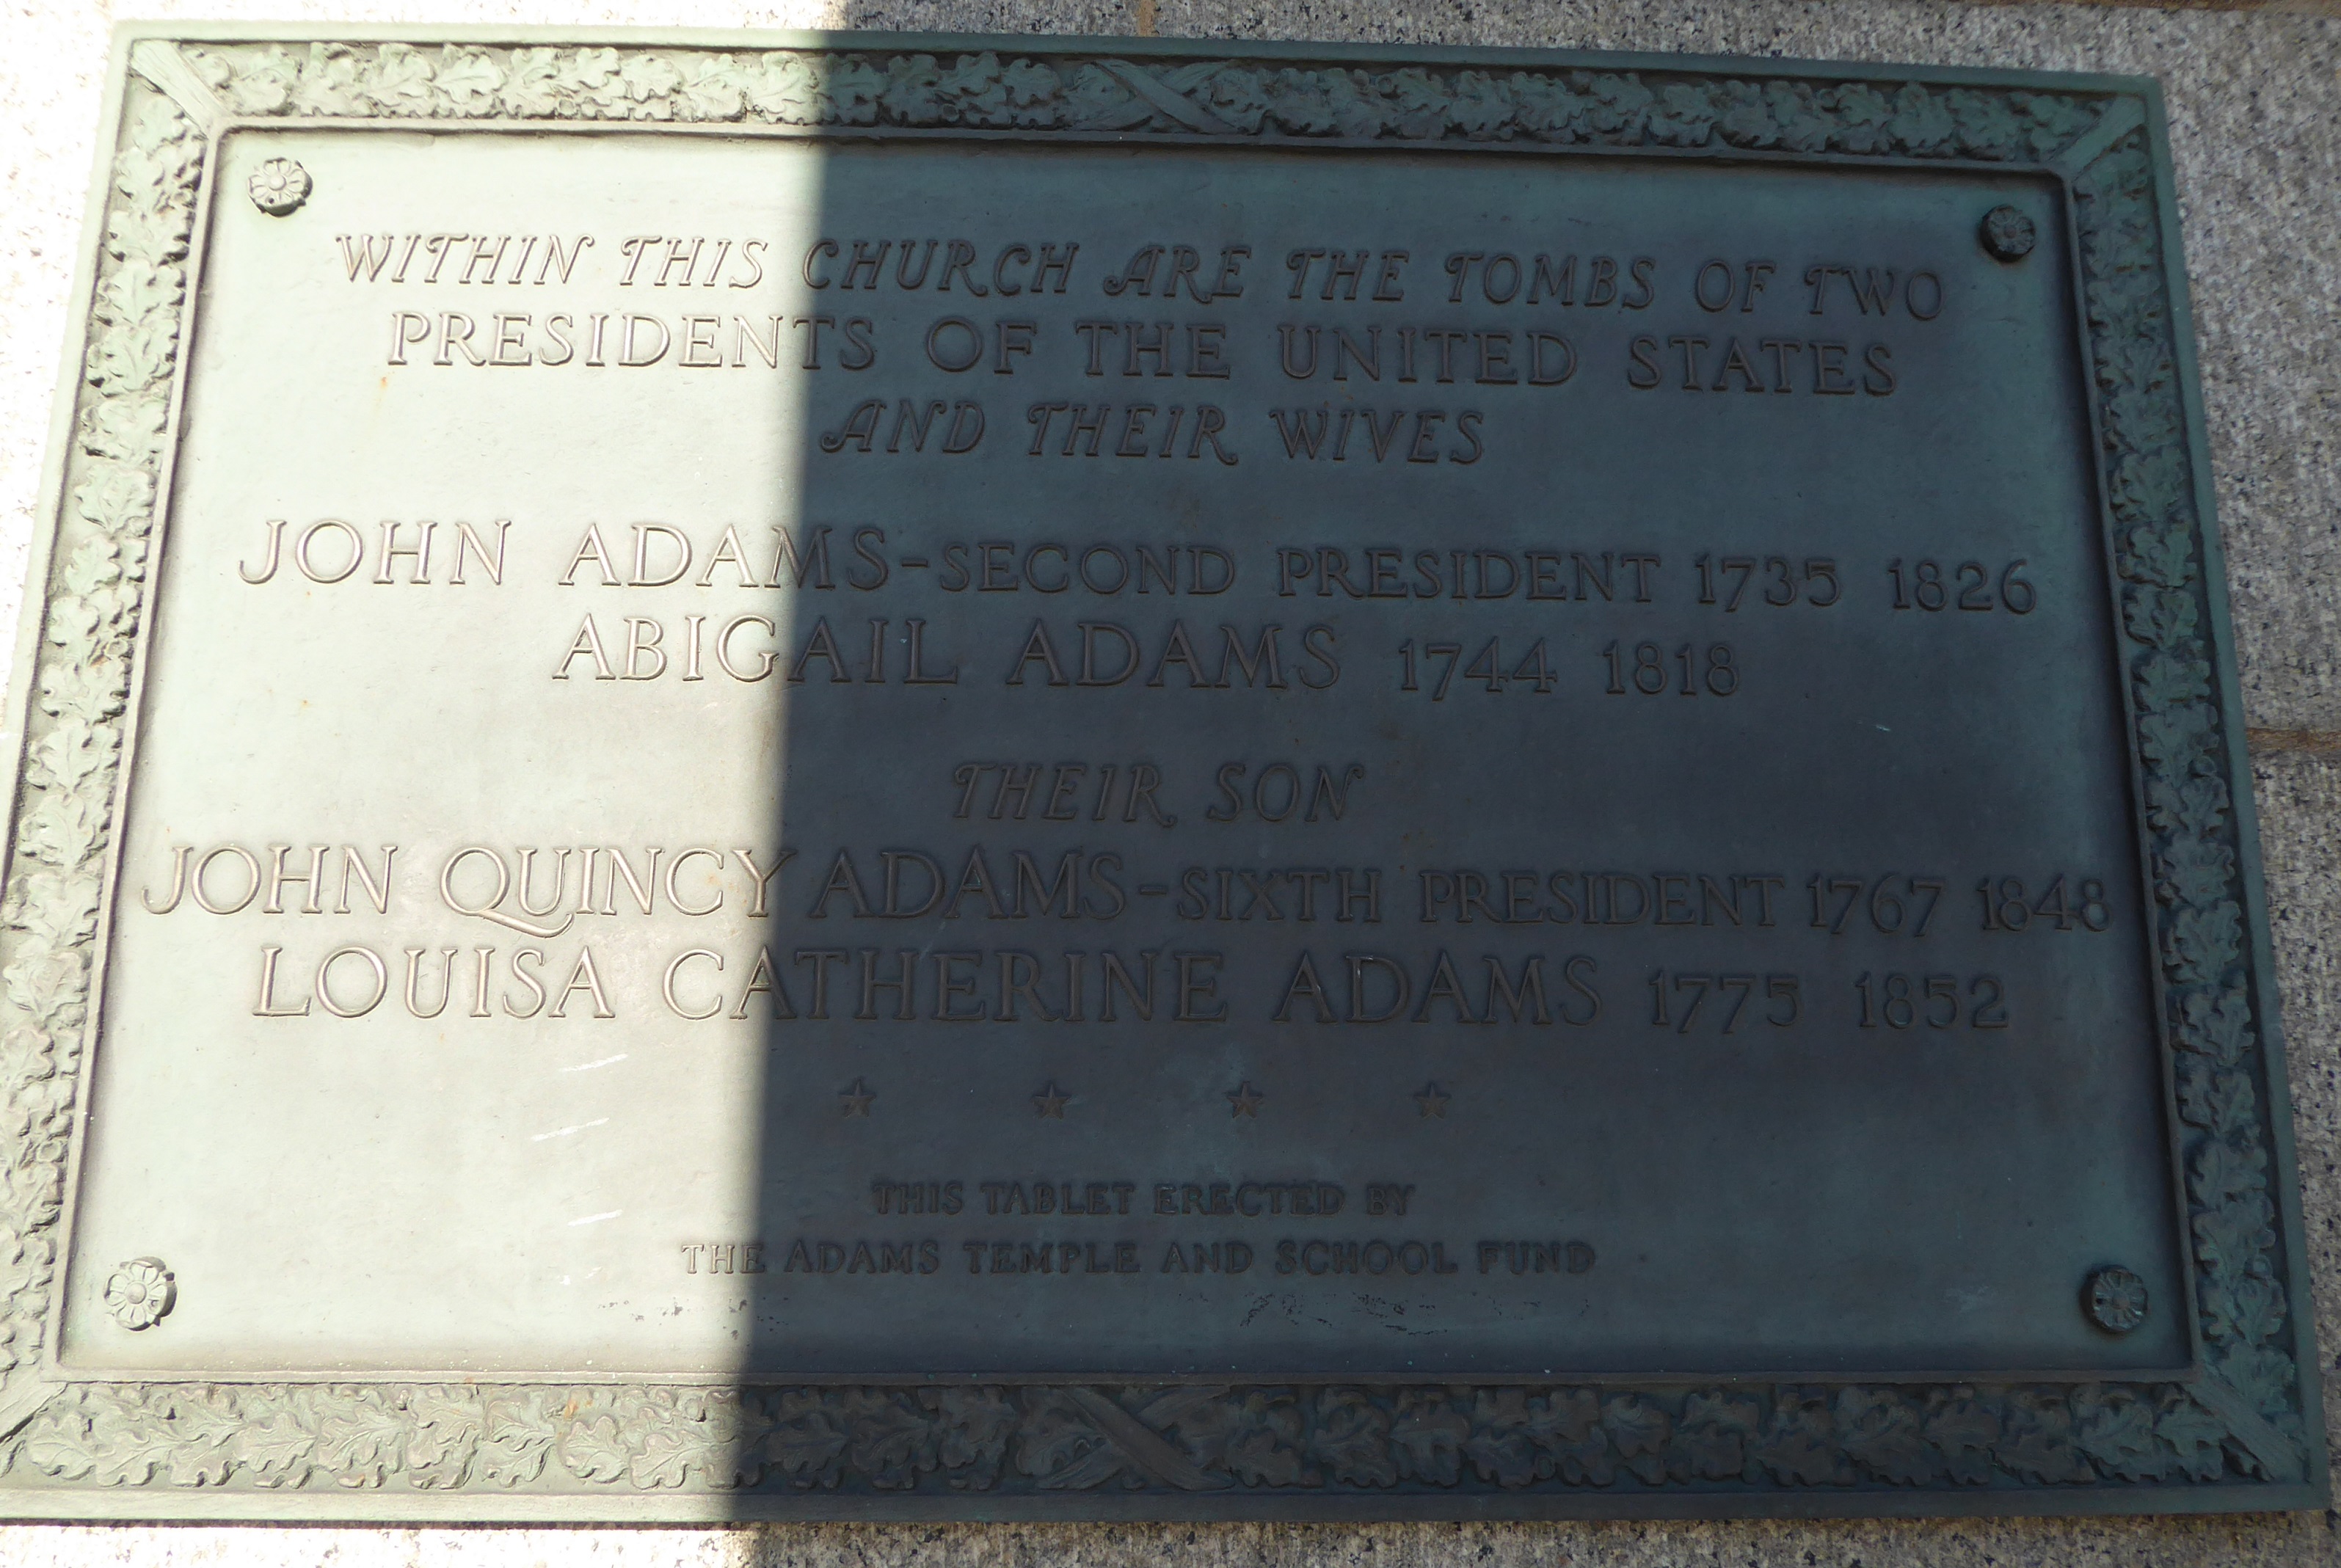 WITHIN THIS CHURCH ARE THE TOMBS OF TWO
PRESIDENTS OF THE UNITED STATES
AND THEIR WIVES
JOHN ADAMS-SECOND PRESIDENT 1735 1826
ABIGAIL ADAMS 1744 1818
THEIR SON
JOHN QUINCY ADAMS-SIXTH PRESIDENT 1767 1848
LOUISA CATHERINE ADAMS 1775 1852
THIS TABLET ERECTED BY
THE ADAMS TEMPLE AND SCHOOL FUND